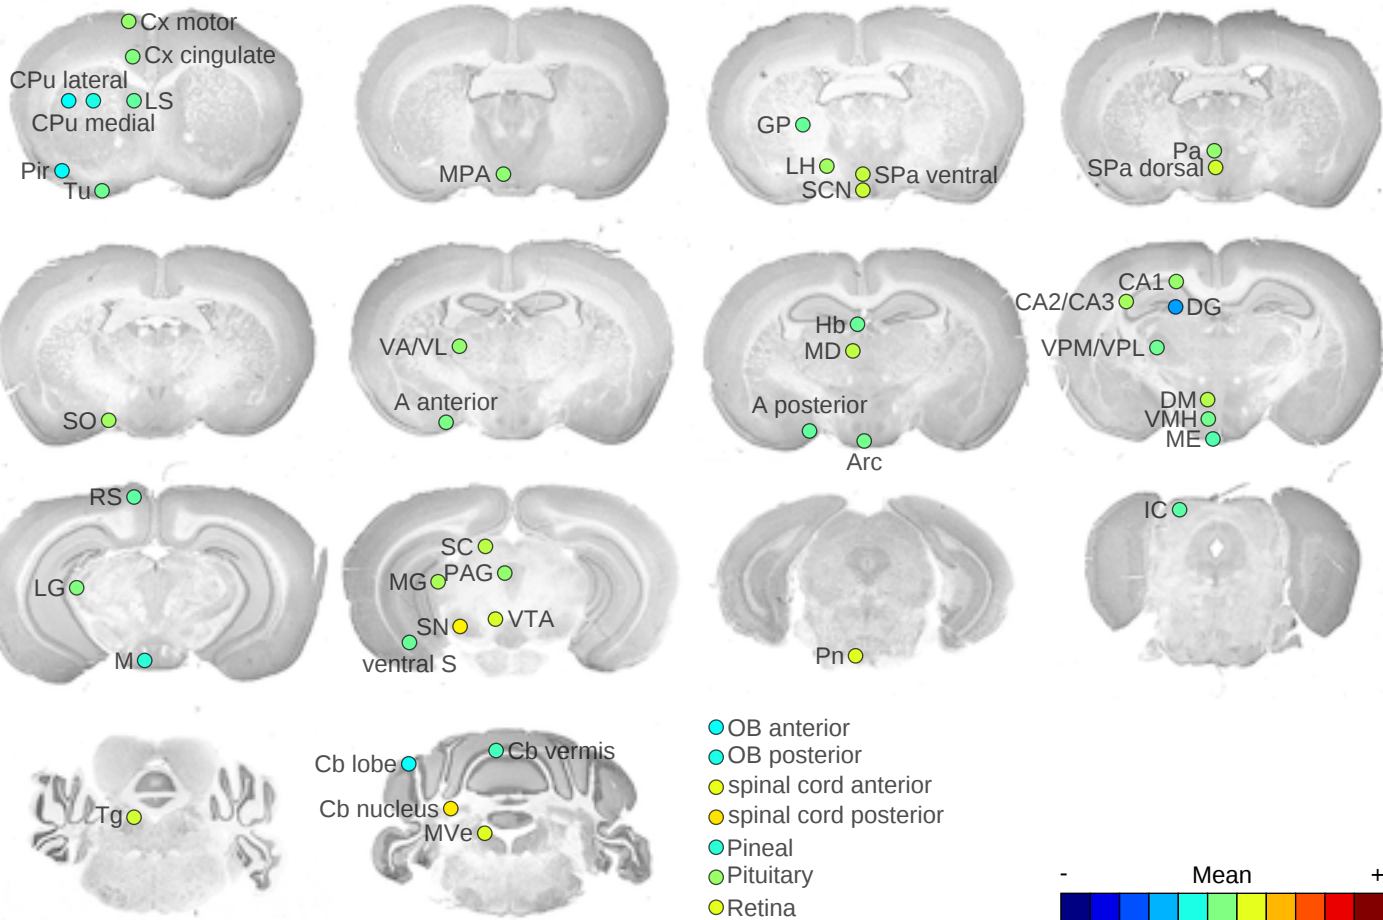 Cx motor
Cx cingulate
CPu lateral
LS
CPu medial
Pir
Tu
MPA
GP
LH
SPa ventral
SCN
Pa
SPa dorsal
SO
VA/VL
A anterior
Hb
MD
A posterior
Arc
CA1
CA2/CA3
DG
VPM/VPL
DM
VMH
ME
RS
LG
M
SC
PAG
MG
VTA
SN
ventral S
Pn
IC
Tg
Cb vermis
Cb lobe
Cb nucleus
MVe
OB anterior
OB posterior
spinal cord anterior
spinal cord posterior
Pineal
Pituitary
Retina
- Mean +